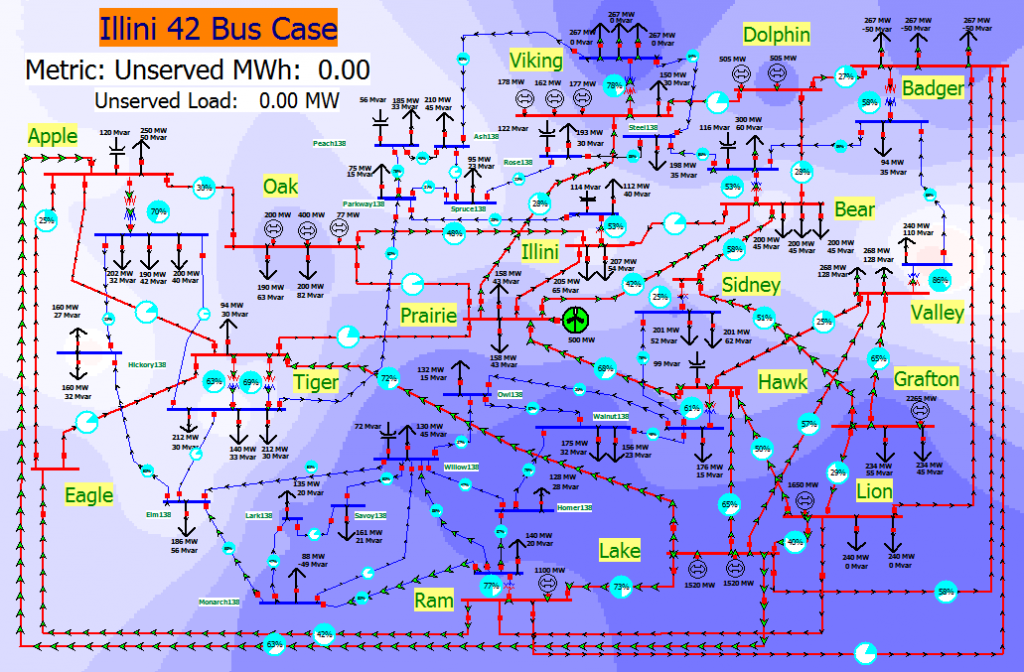 Illini 42 Bus Case
Metric: Unserved MWh: 0.00
Unserved Load: 0.00 MW
Apple
120 Mvar
250 MW
50 Mvar
25%
30%
70%
202 MW
32 Mvar
190 MW
42 Mvar
200 MW
40 Mvar
Oak
200 MW
400 MW
77 MW
190 MW
63 Mvar
200 MW
82 Mvar
48%
56 Mvar
185 MW
33 Mvar
210 MW
45 Mvar
Peach138
Ash138
75 MW
15 Mvar
95 MW
23 Mvar
Parkway138
Spruce138
Rose138
Viking
267 MW
0 Mvar
267 MW
0 Mvar
267 MW
0 Mvar
178 MW
162 MW
177 MW
78%
150 MW
30 Mvar
122 Mvar
193 MW
30 Mvar
Steel138
198 MW
35 Mvar
116 Mvar
300 MW
60 Mvar
53%
Dolphin
505 MW
505 MW
27%
28%
267 MW
-50 Mvar
267 MW
-50 Mvar
267 MW
-50 Mvar
Badger
58%
94 MW
35 Mvar
28%
114 Mvar
112 MW
40 Mvar
53%
Illini
207 MW
54 Mvar
205 MW
65 Mvar
58%
42%
Bear
200 MW
45 Mvar
200 MW
45 Mvar
200 MW
45 Mvar
240 MW
110 Mvar
268 MW
128 Mvar
268 MW
128 Mvar
86%
Valley
Sidney
25%
201 MW
52 Mvar
201 MW
62 Mvar
51%
25%
65%
Prairie
158 MW
43 Mvar
158 MW
43 Mvar
500 MW
68%
160 MW
27 Mvar
160 MW
32 Mvar
Hickory138
94 MW
30 Mvar
63%
69%
Tiger
72%
212 MW
30 Mvar
140 MW
33 Mvar
212 MW
30 Mvar
132 MW
15 Mvar
Owl138
99 Mvar
61%
Hawk
Walnut138
175 MW
32 Mvar
156 MW
23 Mvar
176 MW
15 Mvar
50%
57%
Grafton
2265 MW
234 MW
55 Mvar
234 MW
45 Mvar
29%
Eagle
72 Mvar
130 MW
45 Mvar
Willow138
135 MW
20 Mvar
Lark138
Savoy138
161 MW
21 Mvar
Elm138
186 MW
56 Mvar
128 MW
28 Mvar
Homer138
140 MW
20 Mvar
88 MW
-49 Mvar
Monarch138
77%
1100 MW
Ram
Lake
73%
1520 MW
1520 MW
65%
1650 MW
40%
Lion
240 MW
0 Mvar
240 MW
0 Mvar
59%
42%
63%